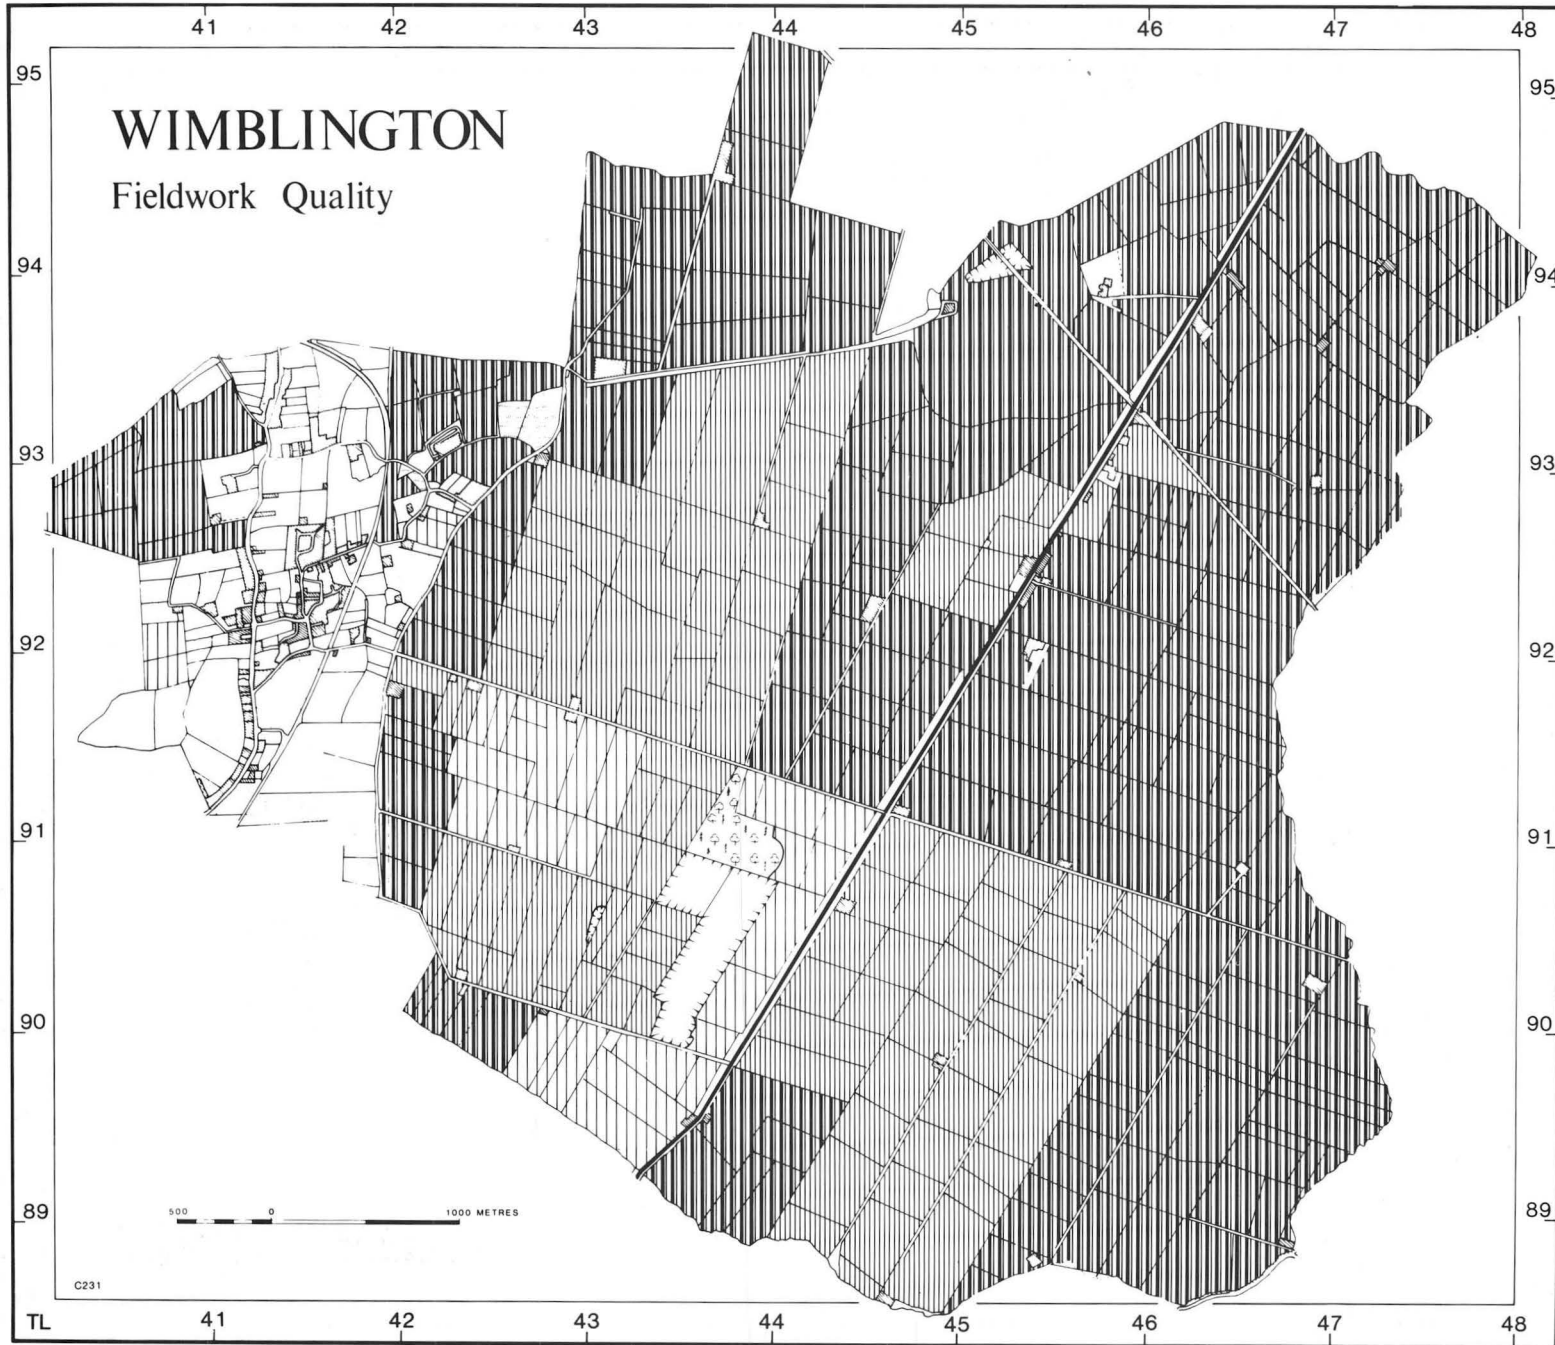 41 42 43 44 45 46 47 48
95 95
WIMBLINGTON
Fieldwork Quality
94 94
93 93
92 92
91 91
90 90
89 89
500 0 1000 METRES
C231
TL 41 42 43 44 45 46 47 48